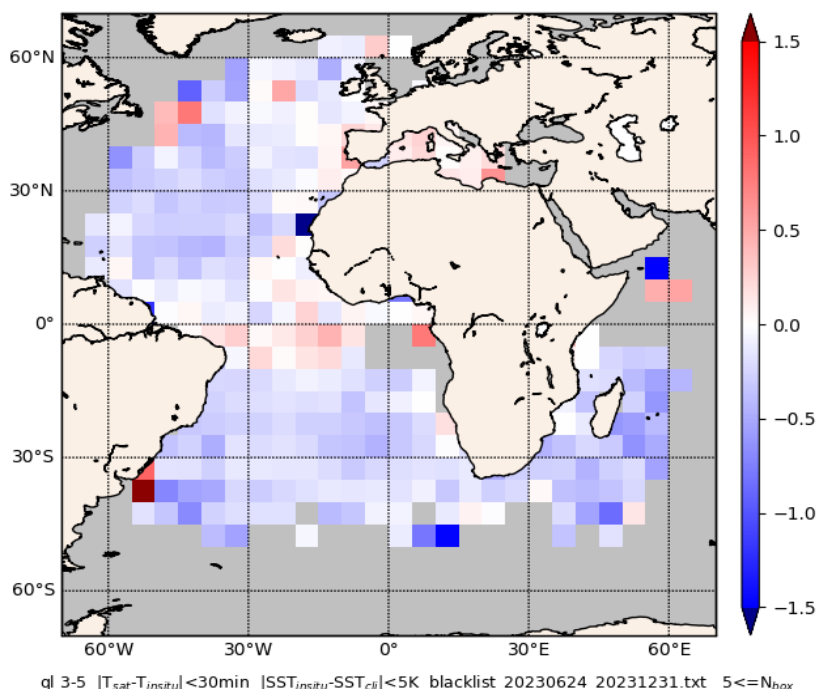 60°N
30°N
0°
30°S
60°S
60°W
30°W
0°
30°E
60°E
1.5
1.0
0.5
0.0
−0.5
−1.0
−1.5
ql 3-5 |Tsat-Tinsitu|<30min |SSTinsitu-SSTcli|<5K blacklist 20230624 20231231.txt 5<=Nbox